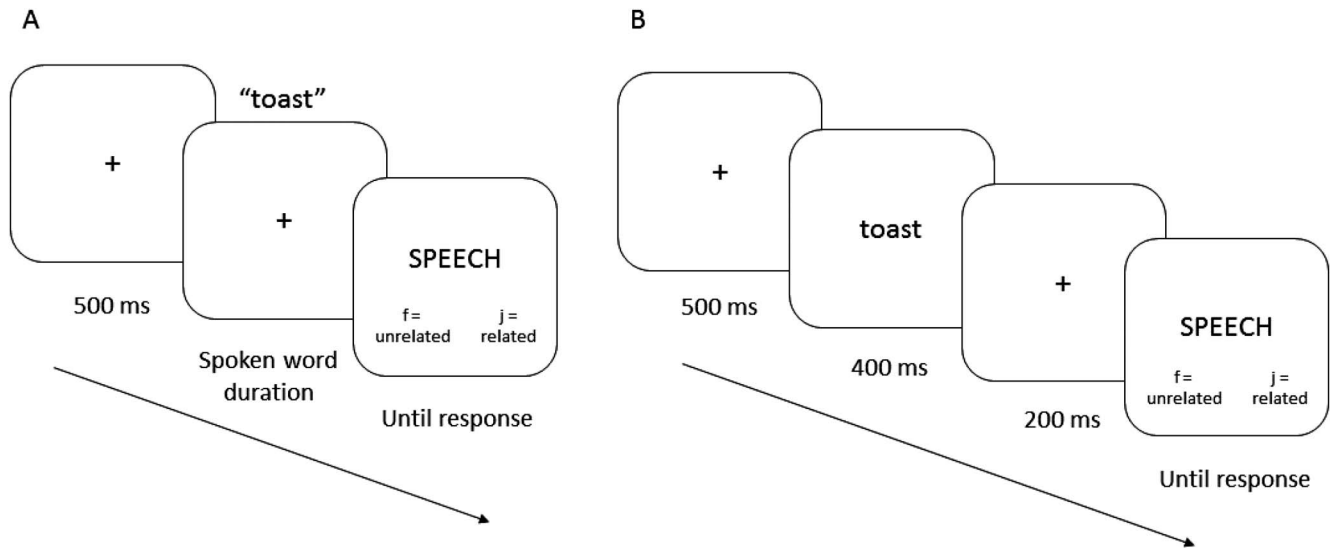 A
“toast”
+
+
SPEECH
f =
unrelated
j =
related
500 ms
Spoken word
duration
Until response
B
+
toast
+
SPEECH
f =
unrelated
j =
related
500 ms
400 ms
200 ms
Until response